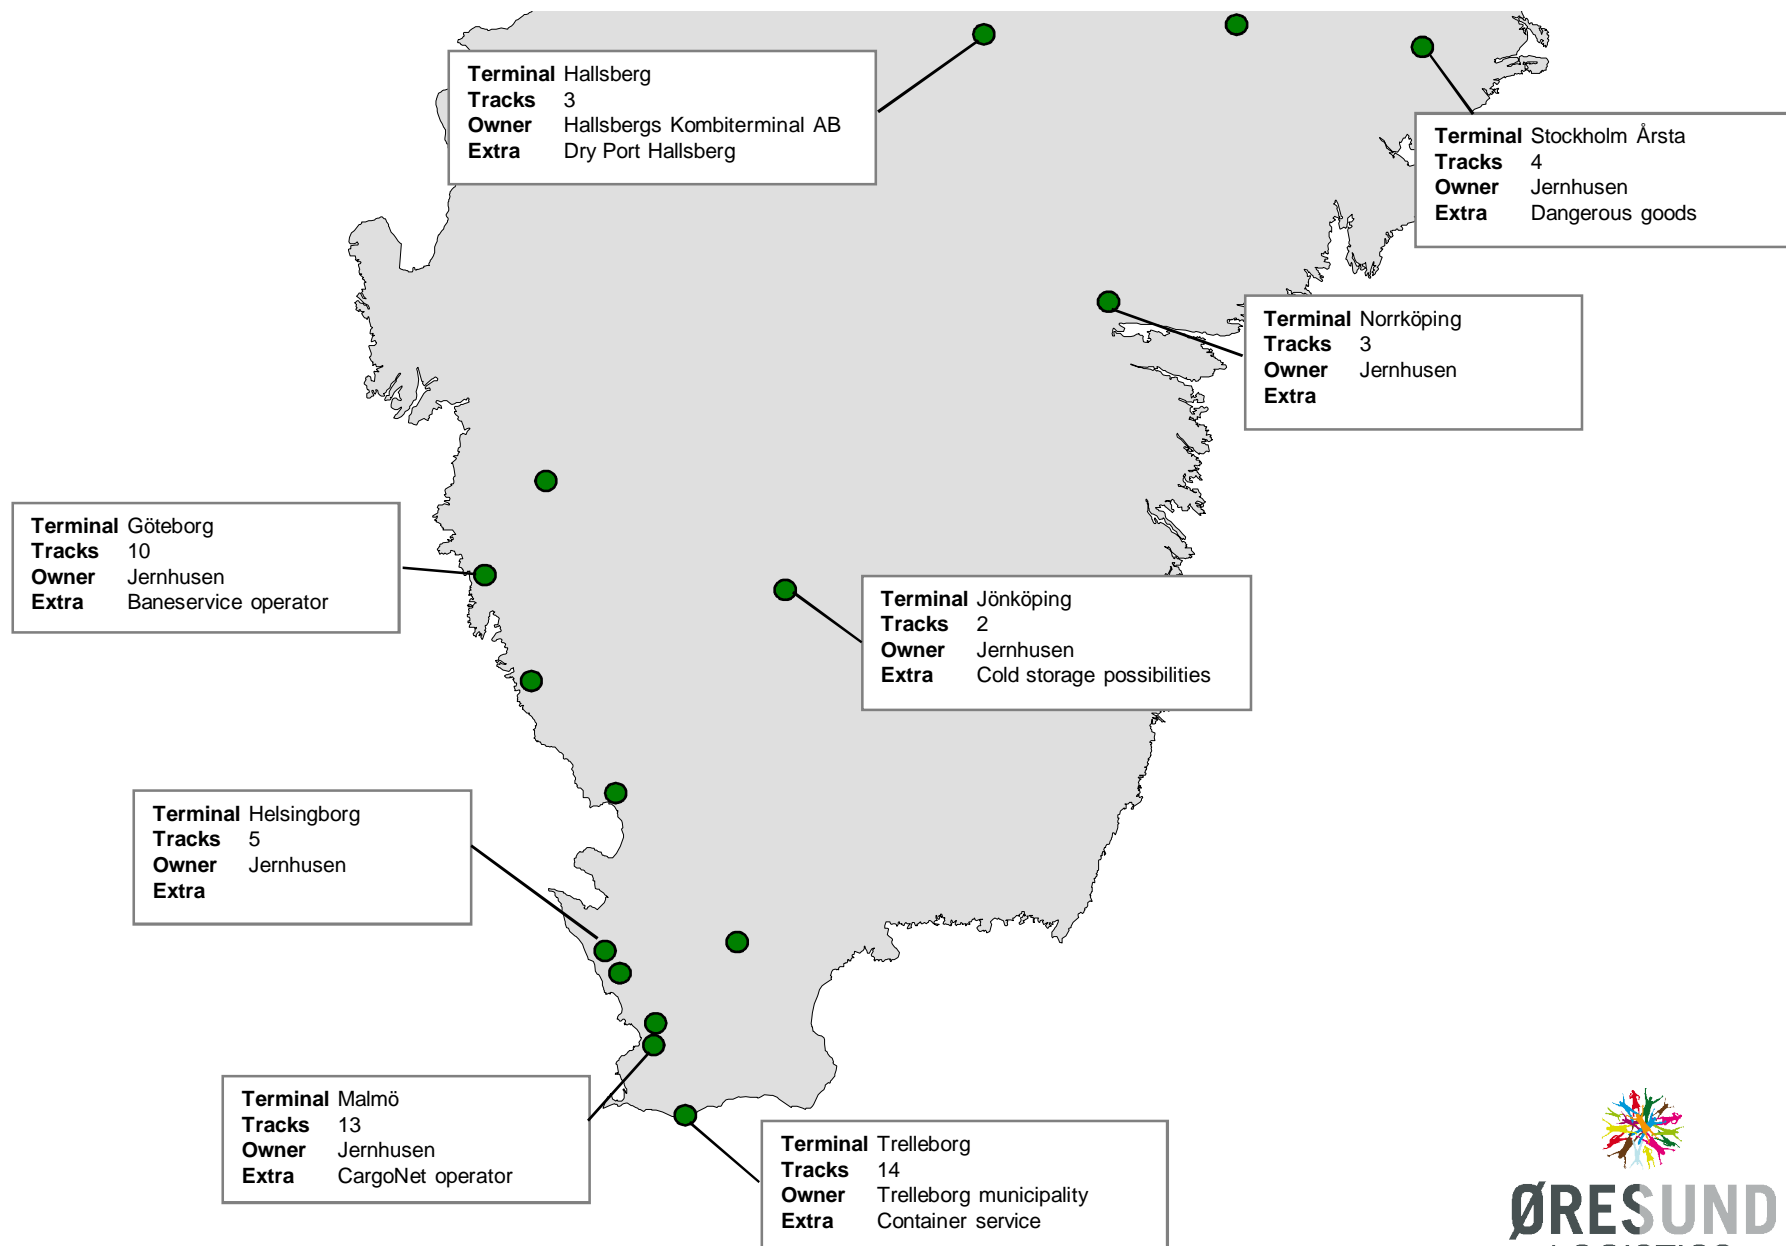 Terminal Hallsberg
Tracks 3
Owner Hallsbergs Kombiterminal AB
Extra Dry Port Hallsberg
Terminal Stockholm Årsta
Tracks 4
Owner Jernhusen
Extra Dangerous goods
Terminal Norrköping
Tracks 3
Owner Jernhusen
Extra
Terminal Göteborg
Tracks 10
Owner Jernhusen
Extra Baneservice operator
Terminal Jönköping
Tracks 2
Owner Jernhusen
Extra Cold storage possibilities
Terminal Helsingborg
Tracks 5
Owner Jernhusen
Extra
Terminal Malmö
Tracks 13
Owner Jernhusen
Extra CargoNet operator
Terminal Trelleborg
Tracks 14
Owner Trelleborg municipality
Extra Container service
ØRESUND
LOGISTICS